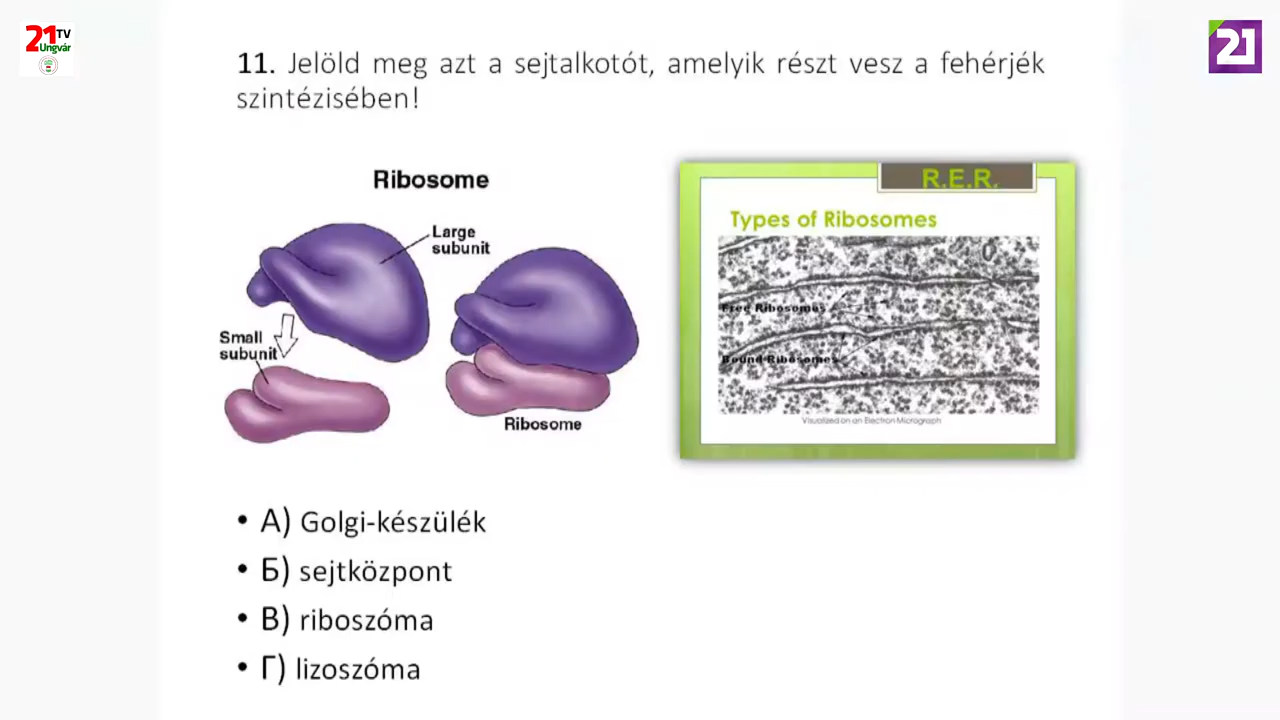 21 TV
Ungvár
21
11. Jelöld meg azt a sejtalkotót, amelyik részt vesz a fehérjék
szintézisében!
Ribosome
Large
subunit
Small
subunit
Ribosome
R.E.R.
Types of Ribosomes
Free Ribosomes
Bound Ribosomes
Visualized on an Electron Micrograph
• А) Golgi-készülék
• Б) sejtközpont
• В) riboszóma
• Г) lizoszóma